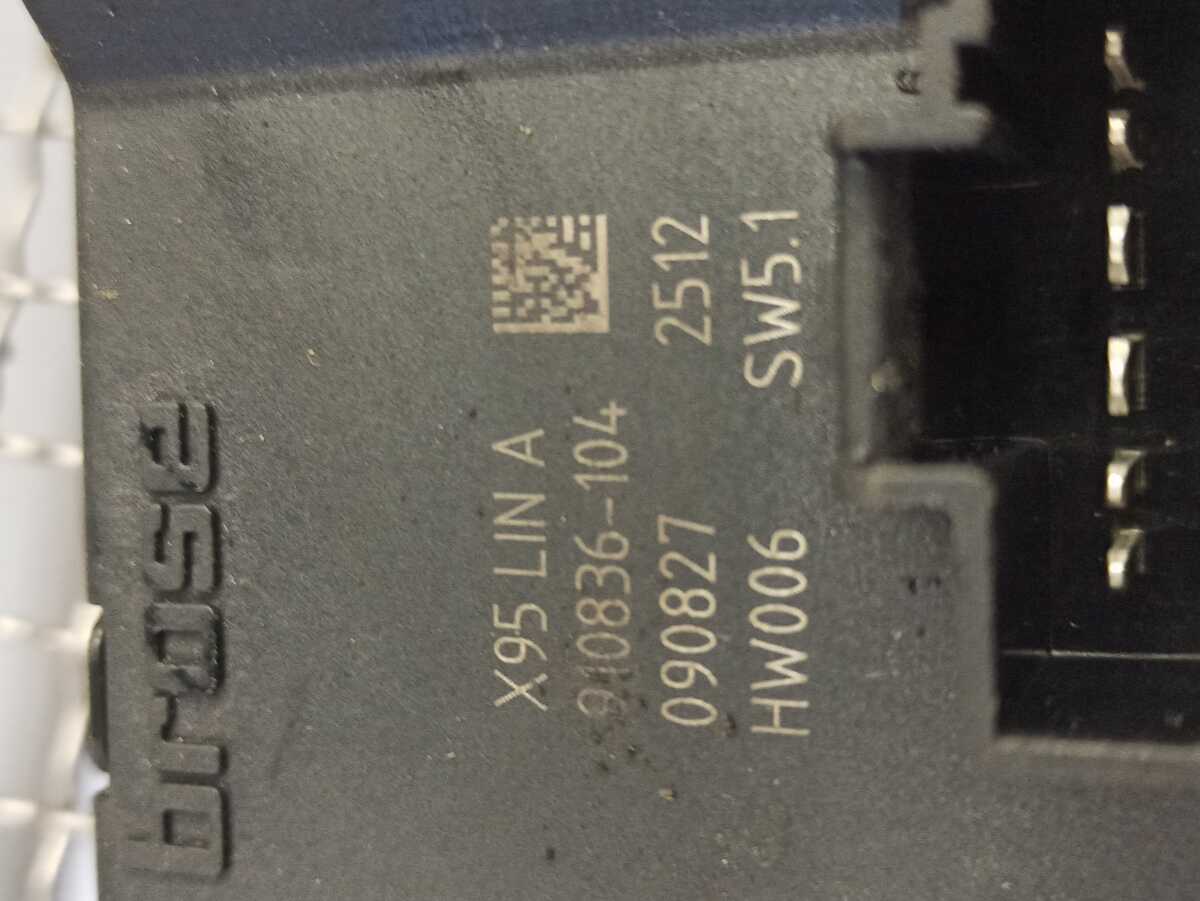 brose
X95 LIN A
910836-104
090827 2512
HW006 SW5.1